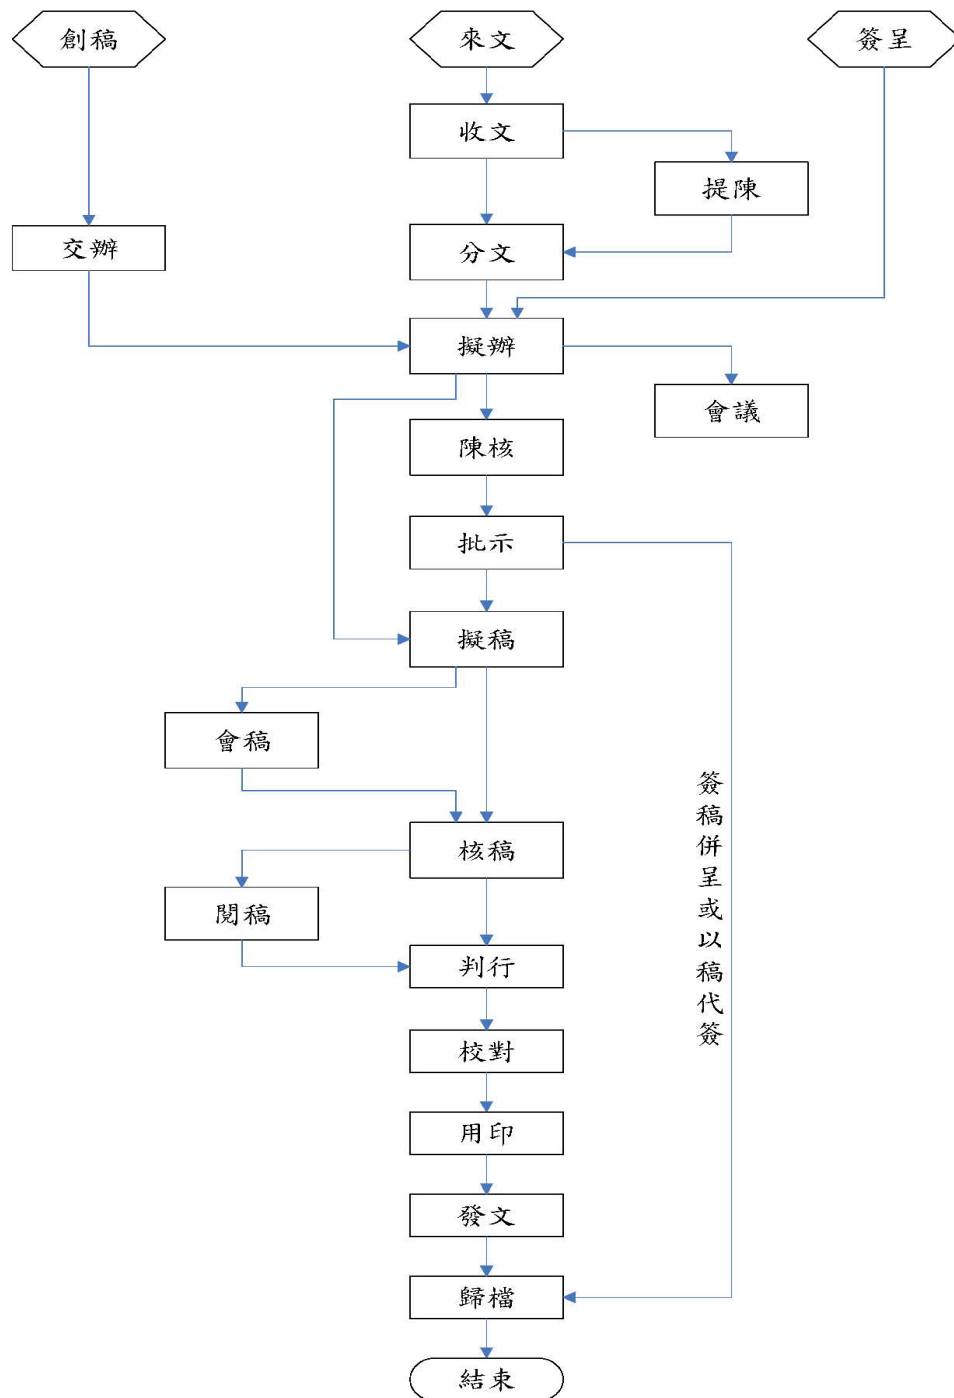 創稿
來文
簽呈
收文
提陳
交辦
分文
擬辦
會議
陳核
批示
擬稿
會稿
簽稿併呈或以稿代簽
核稿
閱稿
判行
校對
用印
發文
歸檔
結束